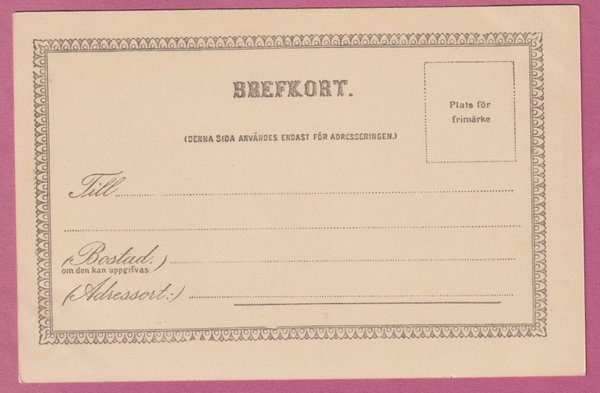 BREFKORT.
Plats för
frimärke
(DENNA SIDA ANVÄNDES ENDAST FÖR ADRESSERINGEN.)
Till
(Bostad:)
om den kan uppgifvas.
(Adressort:)